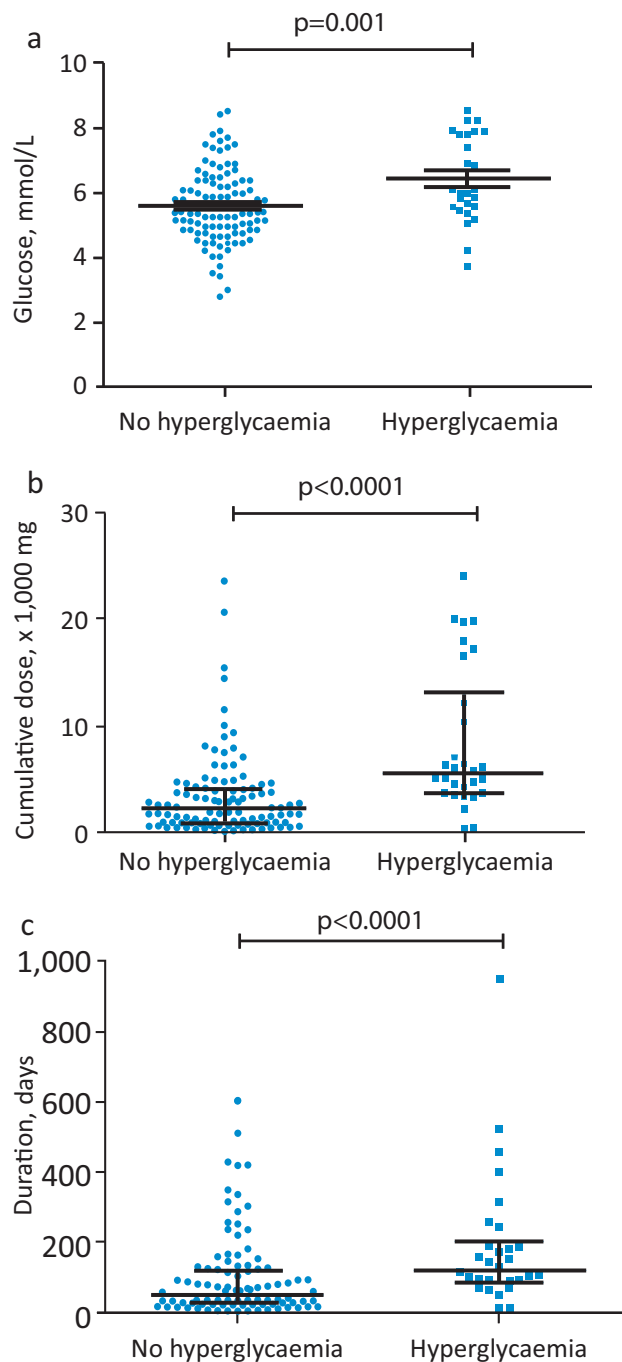 a
p=0.001
10
8
6
4
2
0
Glucose, mmol/L
No hyperglycaemia Hyperglycaemia
b
p<0.0001
30
20
10
0
Cumulative dose, x 1,000 mg
No hyperglycaemia Hyperglycaemia
c
p<0.0001
1,000
800
600
400
200
0
Duration, days
No hyperglycaemia Hyperglycaemia